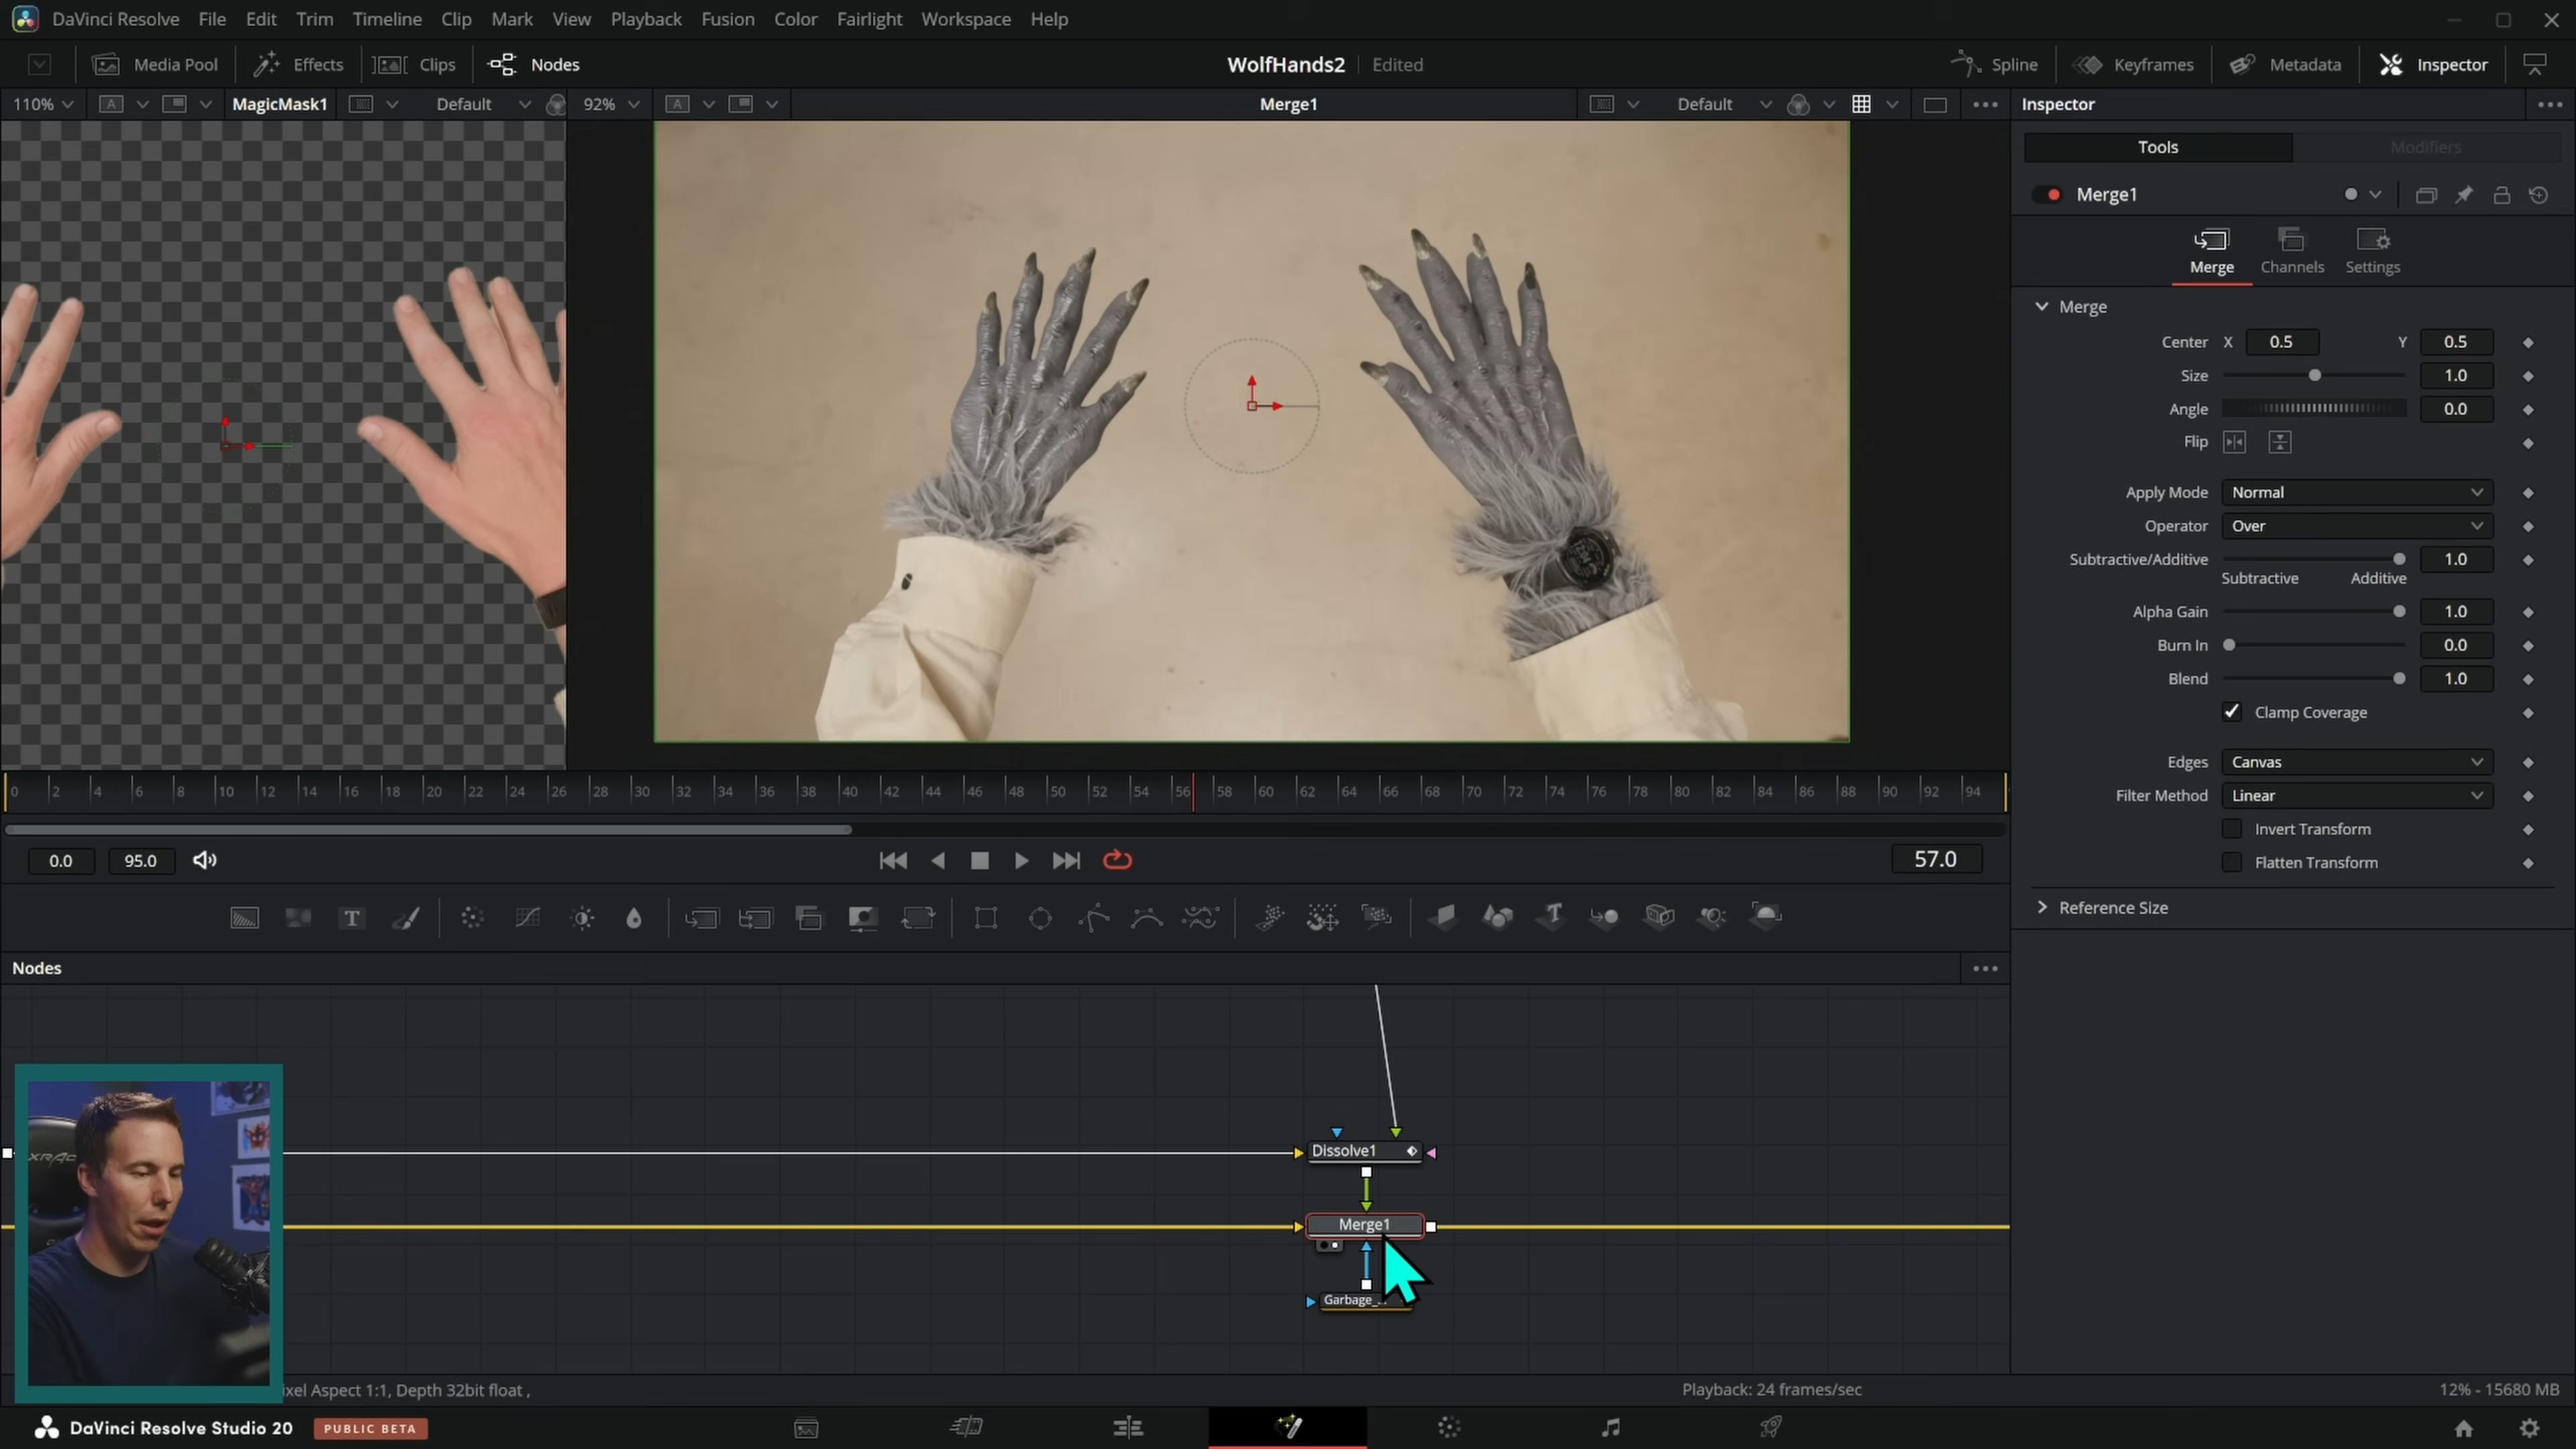 DaVinci Resolve File Edit Trim Timeline Clip Mark View Playback Fusion Color Fairlight Workspace Help
Media Pool Effects Clips Nodes WolfHands2 Edited Spline Keyframes Metadata Inspector
110% A MagicMask1 Default 92% A Merge1 Default Inspector
Tools Modifiers
Merge1
Merge Channels Settings
Merge
Center X 0.5 Y 0.5
Size 1.0
Angle 0.0
Flip
Apply Mode Normal
Operator Over
Subtractive/Additive 1.0
Subtractive Additive
Alpha Gain 1.0
Burn In 0.0
Blend 1.0
Clamp Coverage
Edges Canvas
Filter Method Linear
Invert Transform
Flatten Transform
Reference Size
0 2 4 6 8 10 12 14 16 18 20 22 24 26 28 30 32 34 36 38 40 42 44 46 48 50 52 54 56 58 60 62 64 66 68 70 72 74 76 78 80 82 84 86 88 90 92 94
0.0 95.0 57.0
T T
Nodes
Dissolve1
Merge1
Garbage_
ixel Aspect 1:1, Depth 32bit float ,
Playback: 24 frames/sec
12% - 15680 MB
DaVinci Resolve Studio 20 PUBLIC BETA